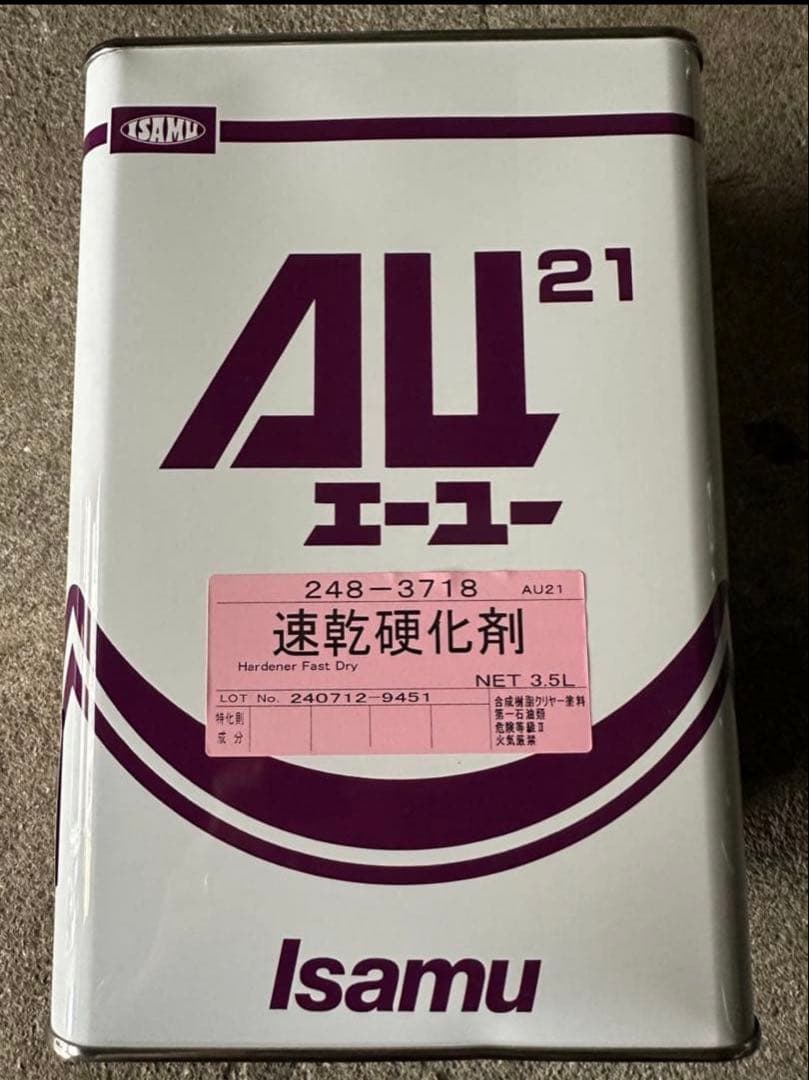 ISAMU
AU21
エーユー
248-3718 AU21
速乾硬化剤
Hardener Fast Dry
NET 3.5L
LOT No. 240712-9451
特化則
成分
合成樹脂クリヤー塗料
第一石油類
危険等級Ⅱ
火気厳禁
Isamu